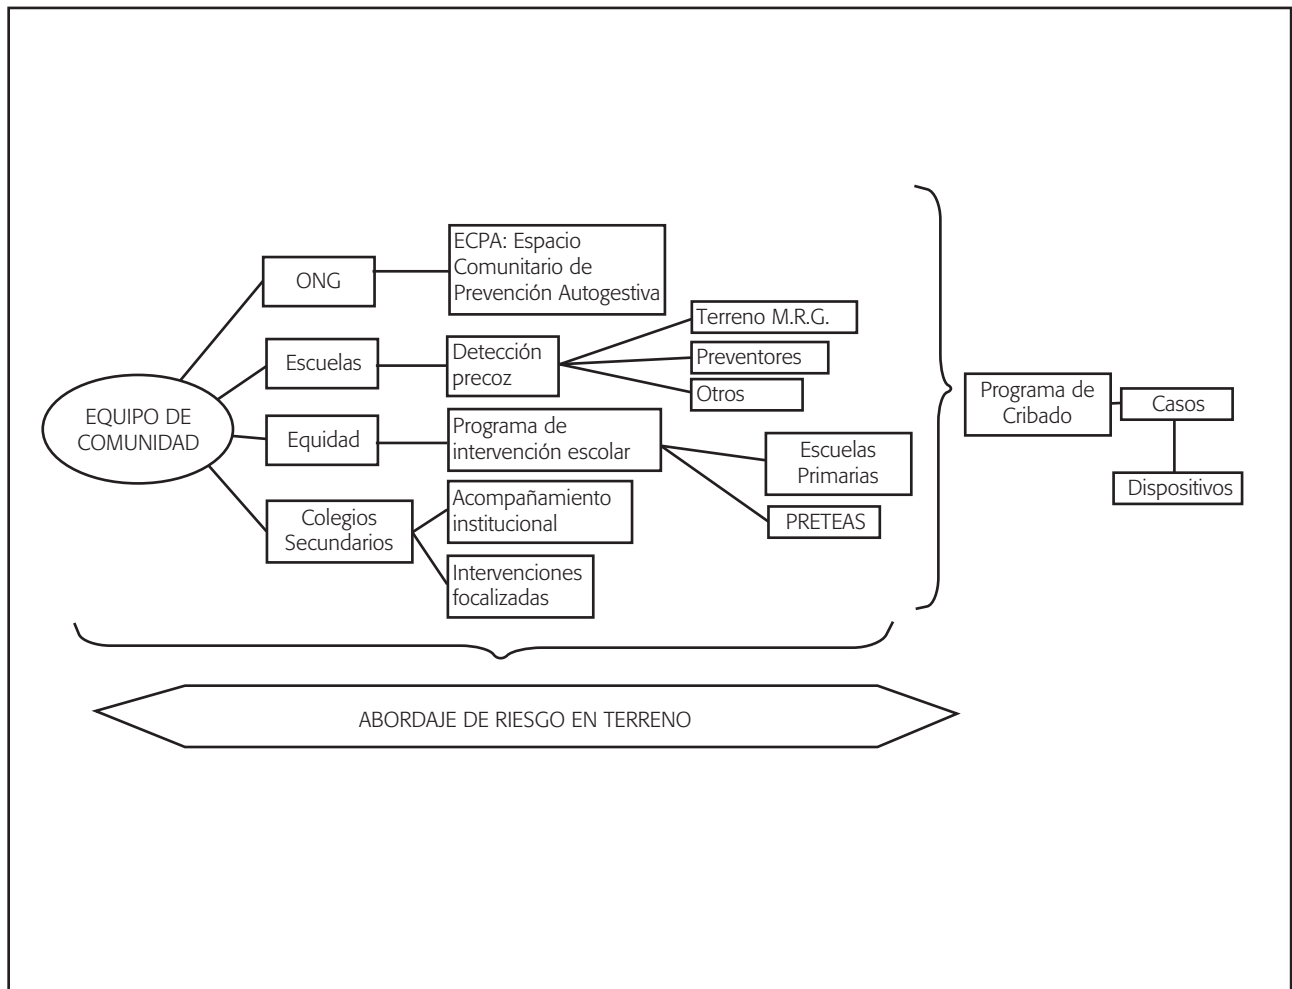 ECPA: Espacio
Comunitario de
Prevención Autogestiva
ONG
Terreno M.R.G.
Escuelas
Detección
precoz
Preventores
Otros
EQUIPO DE
COMUNIDAD
Equidad
Programa de
intervención escolar
Escuelas
Primarias
PRETEAS
Colegios
Secundarios
Acompañamiento
institucional
Intervenciones
focalizadas
Programa de
Cribado
Casos
Dispositivos
ABORDAJE DE RIESGO EN TERRENO